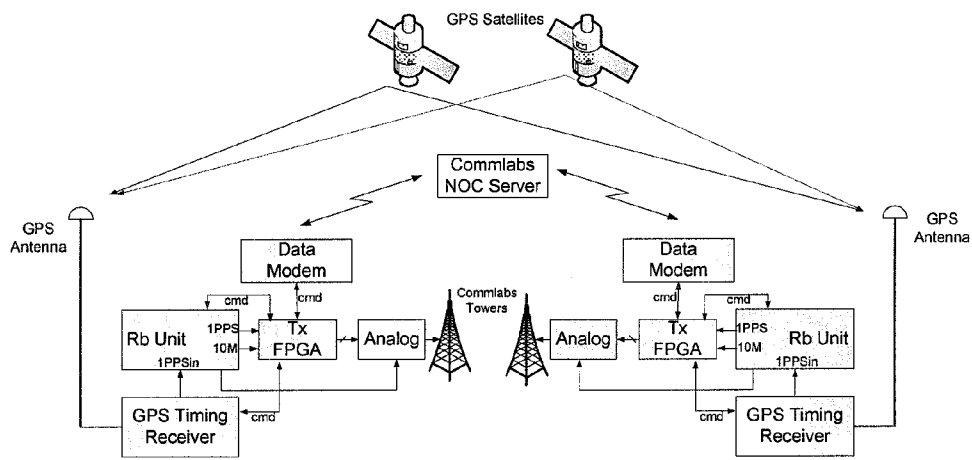 GPS Satellites
Commlabs
NOC Server
GPS
Antenna
GPS
Antenna
Data
Modem
Data
Modem
cmd
cmd
Commlabs
Towers
cmd
cmd
Rb Unit
1PPS
10M
1PPSin
Tx
FPGA
Analog
Analog
Tx
FPGA
1PPS
10M
Rb Unit
1PPSin
cmd
GPS Timing
Receiver
cmd
GPS Timing
Receiver